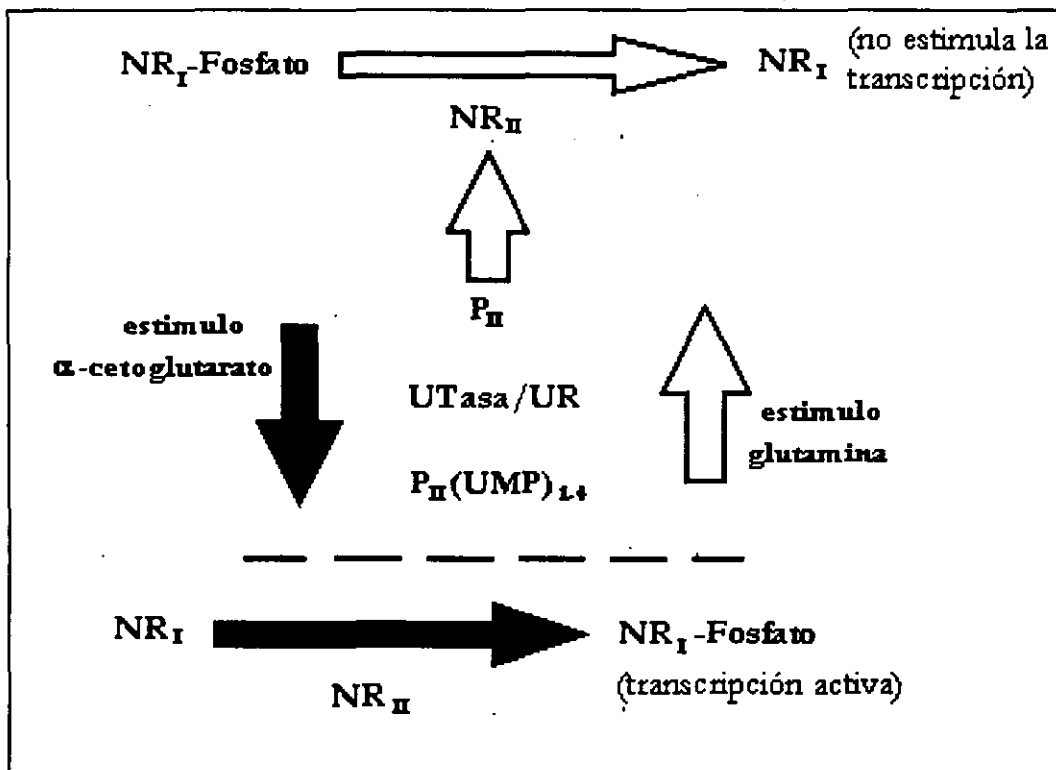 NR_I-Fosfato
NR_I
(no estimula la
transcripción)
NR_II
P_II
estimulo
α-cetoglutarato
UTasa/UR
estimulo
glutamina
P_II(UMP)_1-4
NR_I
NR_II
NR_I-Fosfato
(transcripción activa)